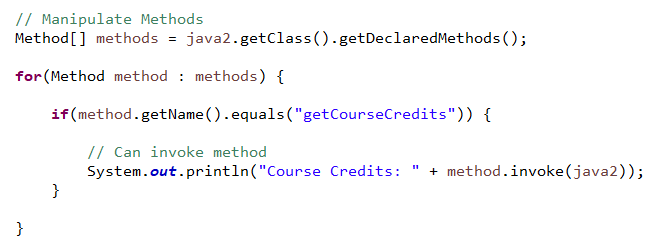 // Manipulate Methods
Method[] methods = java2.getClass().getDeclaredMethods();
for(Method method : methods) {
if(method.getName().equals("getCourseCredits")) {
// Can invoke method
System.out.println("Course Credits: " + method.invoke(java2));
}
}